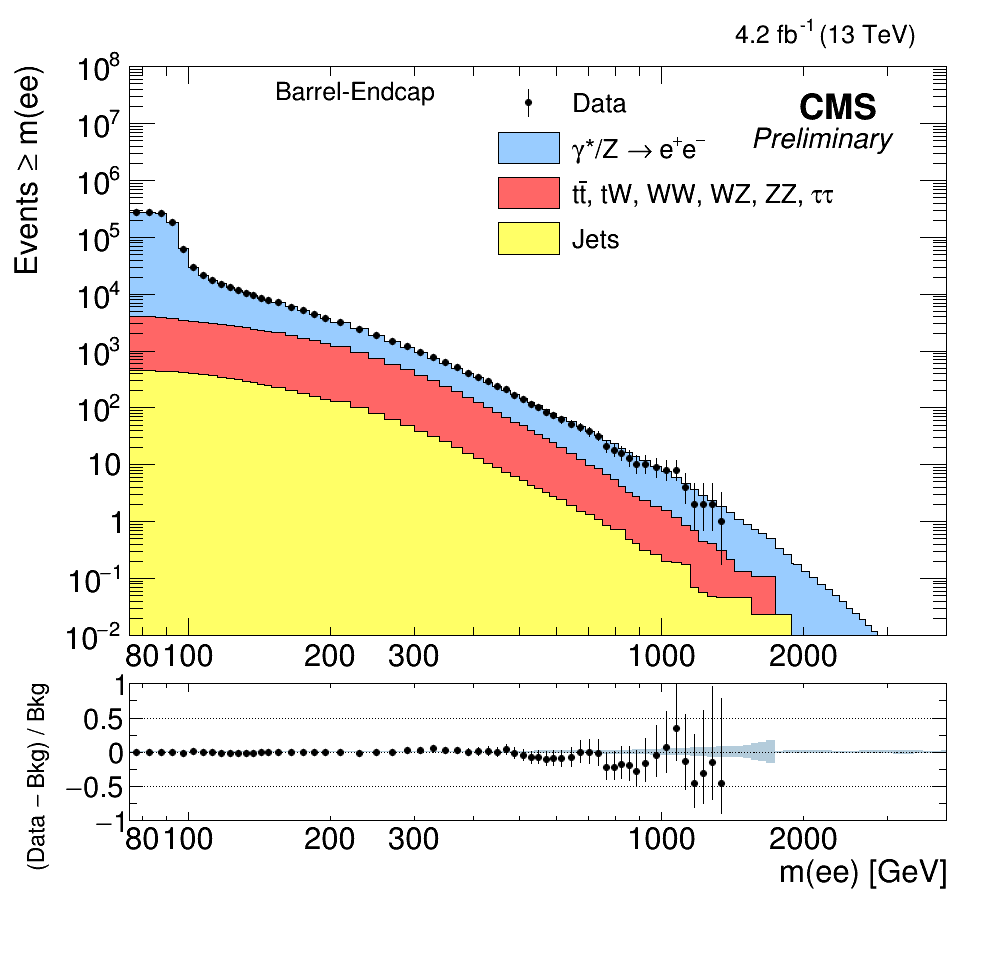 4.2 fb⁻¹ (13 TeV)
Events ≥ m(ee)
10⁸
10⁷
10⁶
10⁵
10⁴
10³
10²
10
1
10⁻¹
10⁻²
Barrel-Endcap
CMS
Preliminary
Data
γ*/Z → e⁺e⁻
tt̄, tW, WW, WZ, ZZ, ττ
Jets
80 100 200 300 1000 2000
(Data − Bkg) / Bkg
1
0.5
0
−0.5
−1
80 100 200 300 1000 2000
m(ee) [GeV]